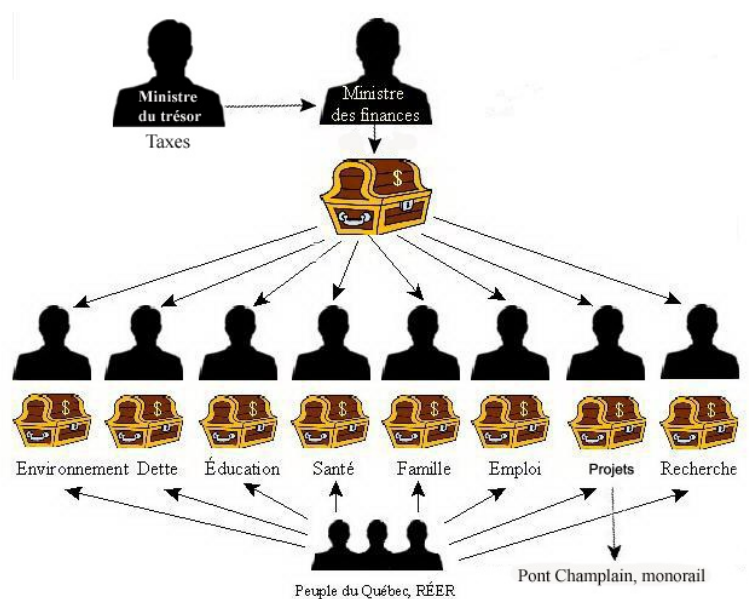 Ministre
du trésor
Taxes
Ministre
des finances
$
$ $ $ $ $ $ $ $
Environnement Dette Éducation Santé Famille Emploi Projets Recherche
Peuple du Québec, RÉER
Pont Champlain, monorail